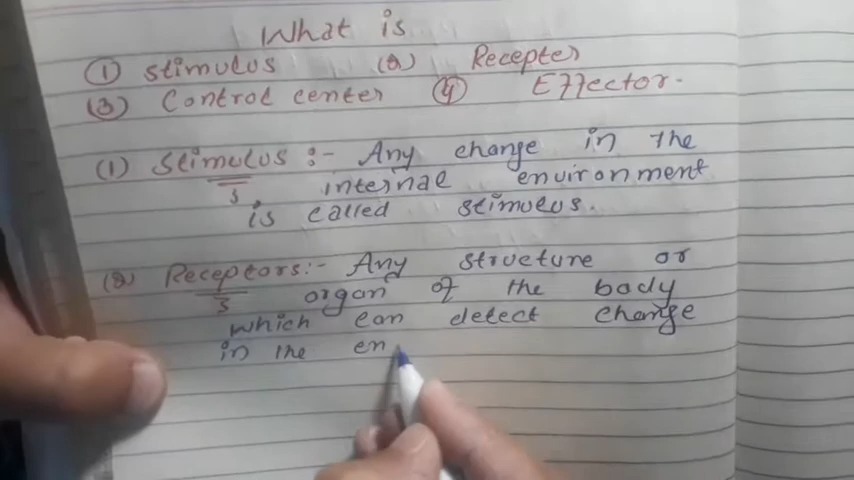 What is
① Stimulus (2) Recepter
(3) Control center ④ Effector.
(1) Stimulus :- Any change in the
internal environment
is called stimulus.
(2) Receptors:- Any structure or
organ of the body
which can detect change
in the en